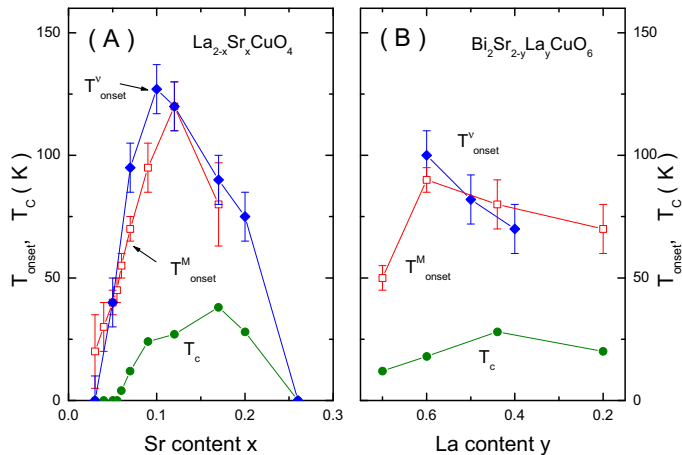 ( A )
La2-xSrxCuO4
Tνonset
TMonset
Tc
150
100
50
0
0.0
0.1
0.2
0.3
Sr content x
Tonset, TC ( K )
( B )
Bi2Sr2-yLayCuO6
Tνonset
TMonset
Tc
0.6
0.4
0.2
La content y
150
100
50
0
Tonset, TC ( K )